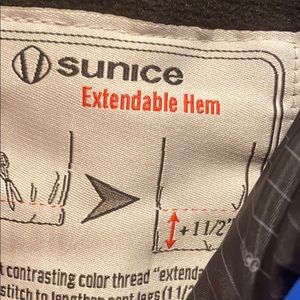 sunice
Extendable Hem
+1 1/2"
contrasting color thread "extenda
stitch to lengthen pant legs (1 1/2